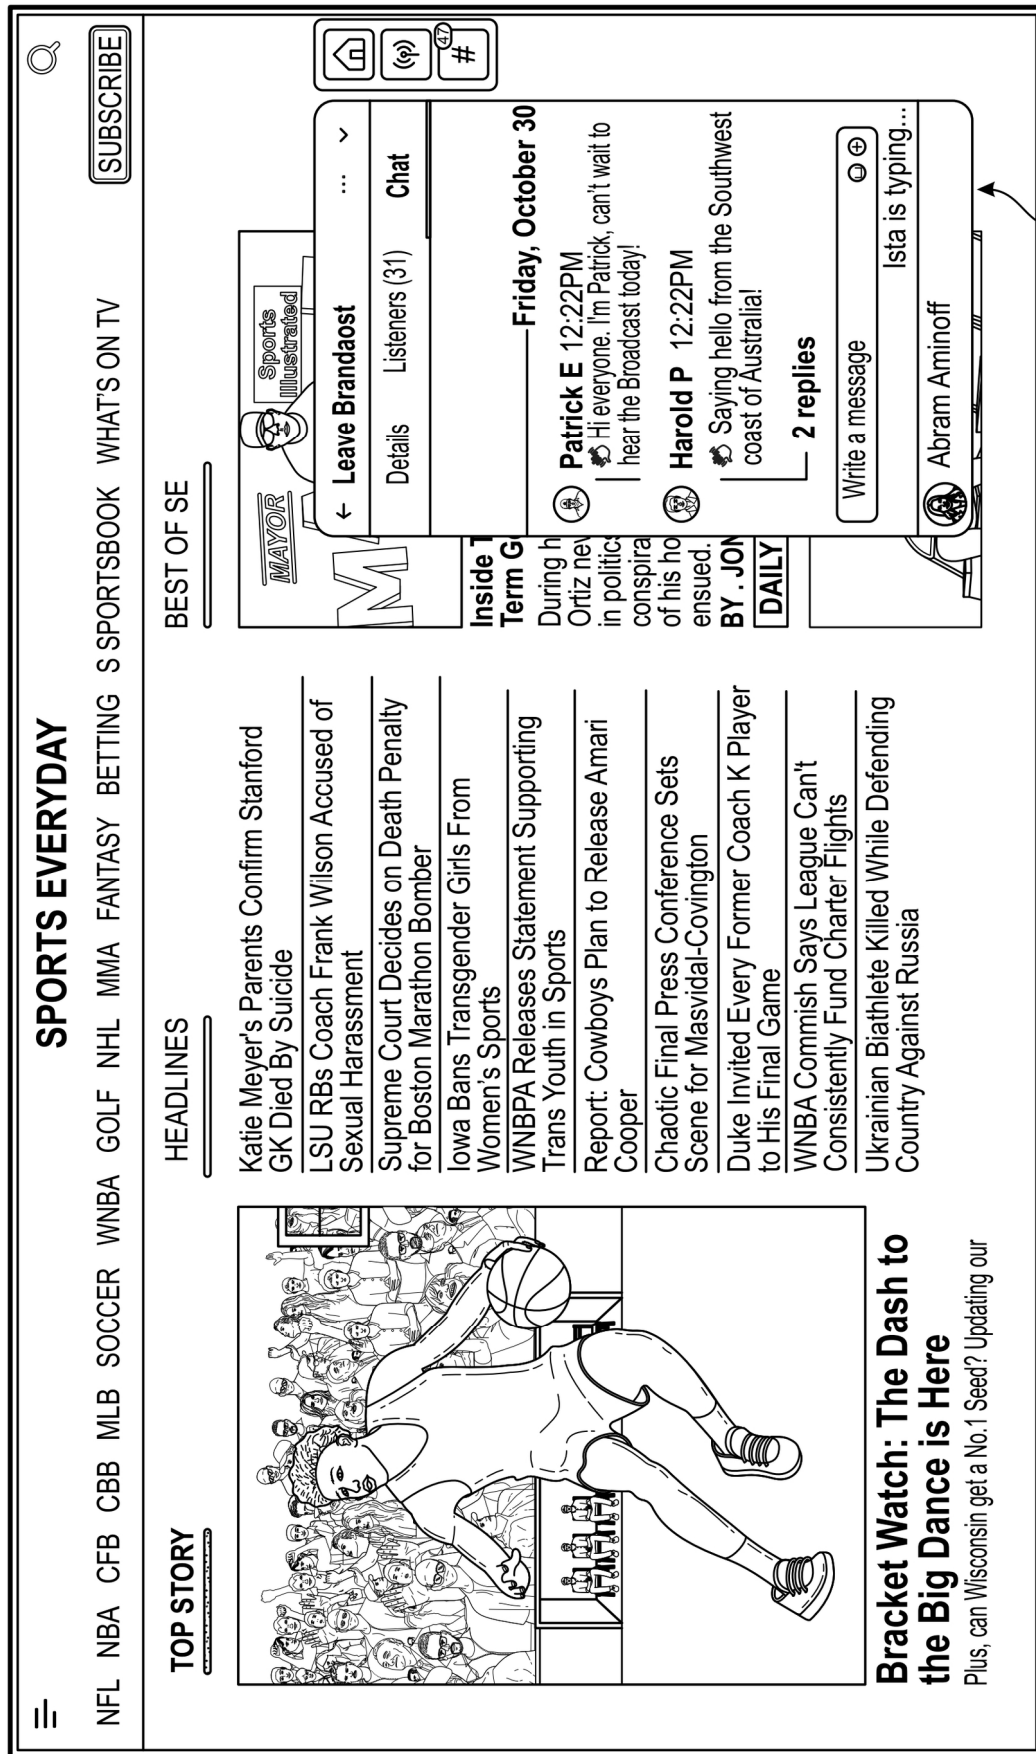 SPORTS EVERYDAY
SUBSCRIBE
NFL NBA CFB CBB MLB SOCCER WNBA GOLF NHL MMA FANTASY BETTING S SPORTSBOOK WHAT'S ON TV
TOP STORY
Bracket Watch: The Dash to
the Big Dance is Here
Plus, can Wisconsin get a No.1 Seed? Updating our
HEADLINES
Katie Meyer's Parents Confirm Stanford
GK Died By Suicide
LSU RBs Coach Frank Wilson Accused of
Sexual Harassment
Supreme Court Decides on Death Penalty
for Boston Marathon Bomber
Iowa Bans Transgender Girls From
Women's Sports
WNBPA Releases Statement Supporting
Trans Youth in Sports
Report: Cowboys Plan to Release Amari
Cooper
Chaotic Final Press Conference Sets
Scene for Masvidal-Covington
Duke Invited Every Former Coach K Player
to His Final Game
WNBA Commish Says League Can't
Consistently Fund Charter Flights
Ukrainian Biathlete Killed While Defending
Country Against Russia
BEST OF SE
MAYOR
Sports
Illustrated
M
Inside T
Term G
During h
Ortiz nev
in politics
conspira
of his ho
ensued.
BY . JON
DAILY
Leave Brandaost ...
Details Listeners (31) Chat
Friday, October 30
Patrick E 12:22PM
Hi everyone. I'm Patrick, can't wait to
hear the Broadcast today!
Harold P 12:22PM
Saying hello from the Southwest
coast of Australia!
2 replies
Write a message
Ista is typing...
Abram Aminoff
47
#